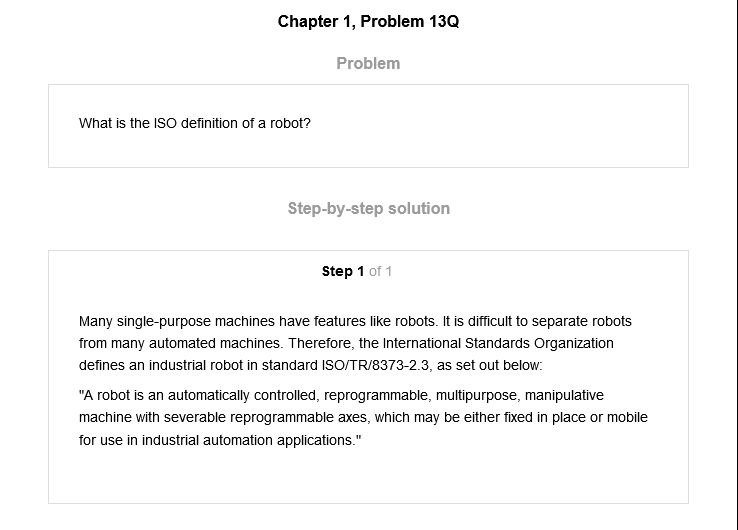 Chapter 1, Problem 13Q
Problem
What is the ISO definition of a robot?
Step-by-step solution
Step 1 of 1
Many single-purpose machines have features like robots. It is difficult to separate robots
from many automated machines. Therefore, the International Standards Organization
defines an industrial robot in standard ISO/TR/8373-2.3, as set out below:
"A robot is an automatically controlled, reprogrammable, multipurpose, manipulative
machine with severable reprogrammable axes, which may be either fixed in place or mobile
for use in industrial automation applications."